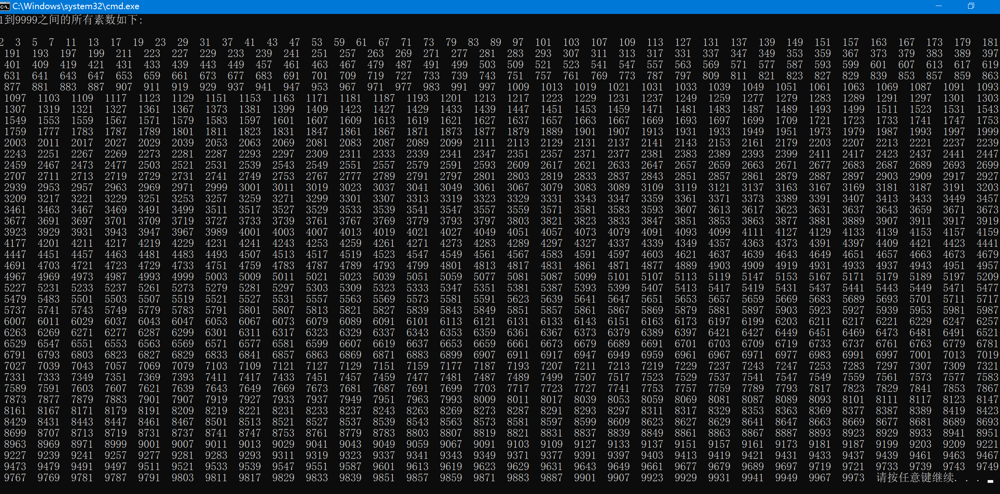 C:\Windows\system32\cmd.exe
1到9999之间的所有素数如下:
2 3 5 7 11 13 17 19 23 29 31 37 41 43 47 53 59 61 67 71 73 79 83 89 97 101 103 107 109 113 127 131 137 139 149 151 157 163 167 173 179 181
191 193 197 199 211 223 227 229 233 239 241 251 257 263 269 271 277 281 283 293 307 311 313 317 331 337 347 349 353 359 367 373 379 383 389 397
401 409 419 421 431 433 439 443 449 457 461 463 467 479 487 491 499 503 509 521 523 541 547 557 563 569 571 577 587 593 599 601 607 613 617 619
631 641 643 647 653 659 661 673 677 683 691 701 709 719 727 733 739 743 751 757 761 769 773 787 797 809 811 821 823 827 829 839 853 857 859 863
877 881 883 887 907 911 919 929 937 941 947 953 967 971 977 983 991 997 1009 1013 1019 1021 1031 1033 1039 1049 1051 1061 1063 1069 1087 1091 1093
1097 1103 1109 1117 1123 1129 1151 1153 1163 1171 1181 1187 1193 1201 1213 1217 1223 1229 1231 1237 1249 1259 1277 1279 1283 1289 1291 1297 1301 1303
1307 1319 1321 1327 1361 1367 1373 1381 1399 1409 1423 1427 1429 1433 1439 1447 1451 1453 1459 1471 1481 1483 1487 1489 1493 1499 1511 1523 1531 1543
1549 1553 1559 1567 1571 1579 1583 1597 1601 1607 1609 1613 1619 1621 1627 1637 1657 1663 1667 1669 1693 1697 1699 1709 1721 1723 1733 1741 1747 1753
1759 1777 1783 1787 1789 1801 1811 1823 1831 1847 1861 1867 1871 1873 1877 1879 1889 1901 1907 1913 1931 1933 1949 1951 1973 1979 1987 1993 1997 1999
2003 2011 2017 2027 2029 2039 2053 2063 2069 2081 2083 2087 2089 2099 2111 2113 2129 2131 2137 2141 2143 2153 2161 2179 2203 2207 2213 2221 2237 2239
2243 2251 2267 2269 2273 2281 2287 2293 2297 2309 2311 2333 2339 2341 2347 2351 2357 2371 2377 2381 2383 2389 2393 2399 2411 2417 2423 2437 2441 2447
2459 2467 2473 2477 2503 2521 2531 2539 2543 2549 2551 2557 2579 2591 2593 2609 2617 2621 2633 2647 2657 2659 2663 2671 2677 2683 2687 2689 2693 2699
2707 2711 2713 2719 2729 2731 2741 2749 2753 2767 2777 2789 2791 2797 2801 2803 2819 2833 2837 2843 2851 2857 2861 2879 2887 2897 2903 2909 2917 2927
2939 2953 2957 2963 2969 2971 2999 3001 3011 3019 3023 3037 3041 3049 3061 3067 3079 3083 3089 3109 3119 3121 3137 3163 3167 3169 3181 3187 3191 3203
3209 3217 3221 3229 3251 3253 3257 3259 3271 3299 3301 3307 3313 3319 3323 3329 3331 3343 3347 3359 3361 3371 3373 3389 3391 3407 3413 3433 3449 3457
3461 3463 3467 3469 3491 3499 3511 3517 3527 3529 3533 3539 3541 3547 3557 3559 3571 3581 3583 3593 3607 3613 3617 3623 3631 3637 3643 3659 3671 3673
3677 3691 3697 3701 3709 3719 3727 3733 3739 3761 3767 3769 3779 3793 3797 3803 3821 3823 3833 3847 3851 3853 3863 3877 3881 3889 3907 3911 3917 3919
3923 3929 3931 3943 3947 3967 3989 4001 4003 4007 4013 4019 4021 4027 4049 4051 4057 4073 4079 4091 4093 4099 4111 4127 4129 4133 4139 4153 4157 4159
4177 4201 4211 4217 4219 4229 4231 4241 4243 4253 4259 4261 4271 4273 4283 4289 4297 4327 4337 4339 4349 4357 4363 4373 4391 4397 4409 4421 4423 4441
4447 4451 4457 4463 4481 4483 4493 4507 4513 4517 4519 4523 4547 4549 4561 4567 4583 4591 4597 4603 4621 4637 4639 4643 4649 4651 4657 4663 4673 4679
4691 4703 4721 4723 4729 4733 4751 4759 4783 4787 4789 4793 4799 4801 4813 4817 4831 4861 4871 4877 4889 4903 4909 4919 4931 4933 4937 4943 4951 4957
4967 4969 4973 4987 4993 4999 5003 5009 5011 5021 5023 5039 5051 5059 5077 5081 5087 5099 5101 5107 5113 5119 5147 5153 5167 5171 5179 5189 5197 5209
5227 5231 5233 5237 5261 5273 5279 5281 5297 5303 5309 5323 5333 5347 5351 5381 5387 5393 5399 5407 5413 5417 5419 5431 5437 5441 5443 5449 5471 5477
5479 5483 5501 5503 5507 5519 5521 5527 5531 5557 5563 5569 5573 5581 5591 5623 5639 5641 5647 5651 5653 5657 5659 5669 5683 5689 5693 5701 5711 5717
5737 5741 5743 5749 5779 5783 5791 5801 5807 5813 5821 5827 5839 5843 5849 5851 5857 5861 5867 5869 5879 5881 5897 5903 5923 5927 5939 5953 5981 5987
6007 6011 6029 6037 6043 6047 6053 6067 6073 6079 6089 6091 6101 6113 6121 6131 6133 6143 6151 6163 6173 6197 6199 6203 6211 6217 6221 6229 6247 6257
6263 6269 6271 6277 6287 6299 6301 6311 6317 6323 6329 6337 6343 6353 6359 6361 6367 6373 6379 6389 6397 6421 6427 6449 6451 6469 6473 6481 6491 6521
6529 6547 6551 6553 6563 6569 6571 6577 6581 6599 6607 6619 6637 6653 6659 6661 6673 6679 6689 6691 6701 6703 6709 6719 6733 6737 6761 6763 6779 6781
6791 6793 6803 6823 6827 6829 6833 6841 6857 6863 6869 6871 6883 6899 6907 6911 6917 6947 6949 6959 6961 6967 6971 6977 6983 6991 6997 7001 7013 7019
7027 7039 7043 7057 7069 7079 7103 7109 7121 7127 7129 7151 7159 7177 7187 7193 7207 7211 7213 7219 7229 7237 7243 7247 7253 7283 7297 7307 7309 7321
7331 7333 7349 7351 7369 7393 7411 7417 7433 7451 7457 7459 7477 7481 7487 7489 7499 7507 7517 7523 7529 7537 7541 7547 7549 7559 7561 7573 7577 7583
7589 7591 7603 7607 7621 7639 7643 7649 7669 7673 7681 7687 7691 7699 7703 7717 7723 7727 7741 7753 7757 7759 7789 7793 7817 7823 7829 7841 7853 7867
7873 7877 7879 7883 7901 7907 7919 7927 7933 7937 7949 7951 7963 7993 8009 8011 8017 8039 8053 8059 8069 8081 8087 8089 8093 8101 8111 8117 8123 8147
8161 8167 8171 8179 8191 8209 8219 8221 8231 8233 8237 8243 8263 8269 8273 8287 8291 8293 8297 8311 8317 8329 8353 8363 8369 8377 8387 8389 8419 8423
8429 8431 8443 8447 8461 8467 8501 8513 8521 8527 8537 8539 8543 8563 8573 8581 8597 8599 8609 8623 8627 8629 8641 8647 8663 8669 8677 8681 8689 8693
8699 8707 8713 8719 8731 8737 8741 8747 8753 8761 8779 8783 8803 8807 8819 8821 8831 8837 8839 8849 8861 8863 8867 8887 8893 8923 8929 8933 8941 8951
8963 8969 8971 8999 9001 9007 9011 9013 9029 9041 9043 9049 9059 9067 9091 9103 9109 9127 9133 9137 9151 9157 9161 9173 9181 9187 9199 9203 9209 9221
9227 9239 9241 9257 9277 9281 9283 9293 9311 9319 9323 9337 9341 9343 9349 9371 9377 9391 9397 9403 9413 9419 9421 9431 9433 9437 9439 9461 9463 9467
9473 9479 9491 9497 9511 9521 9533 9539 9547 9551 9587 9601 9613 9619 9623 9629 9631 9643 9649 9661 9677 9679 9689 9697 9719 9721 9733 9739 9743 9749
9767 9769 9781 9787 9791 9803 9811 9817 9829 9833 9839 9851 9857 9859 9871 9883 9887 9901 9907 9923 9929 9931 9941 9949 9967 9973 请按任意键继续. . .